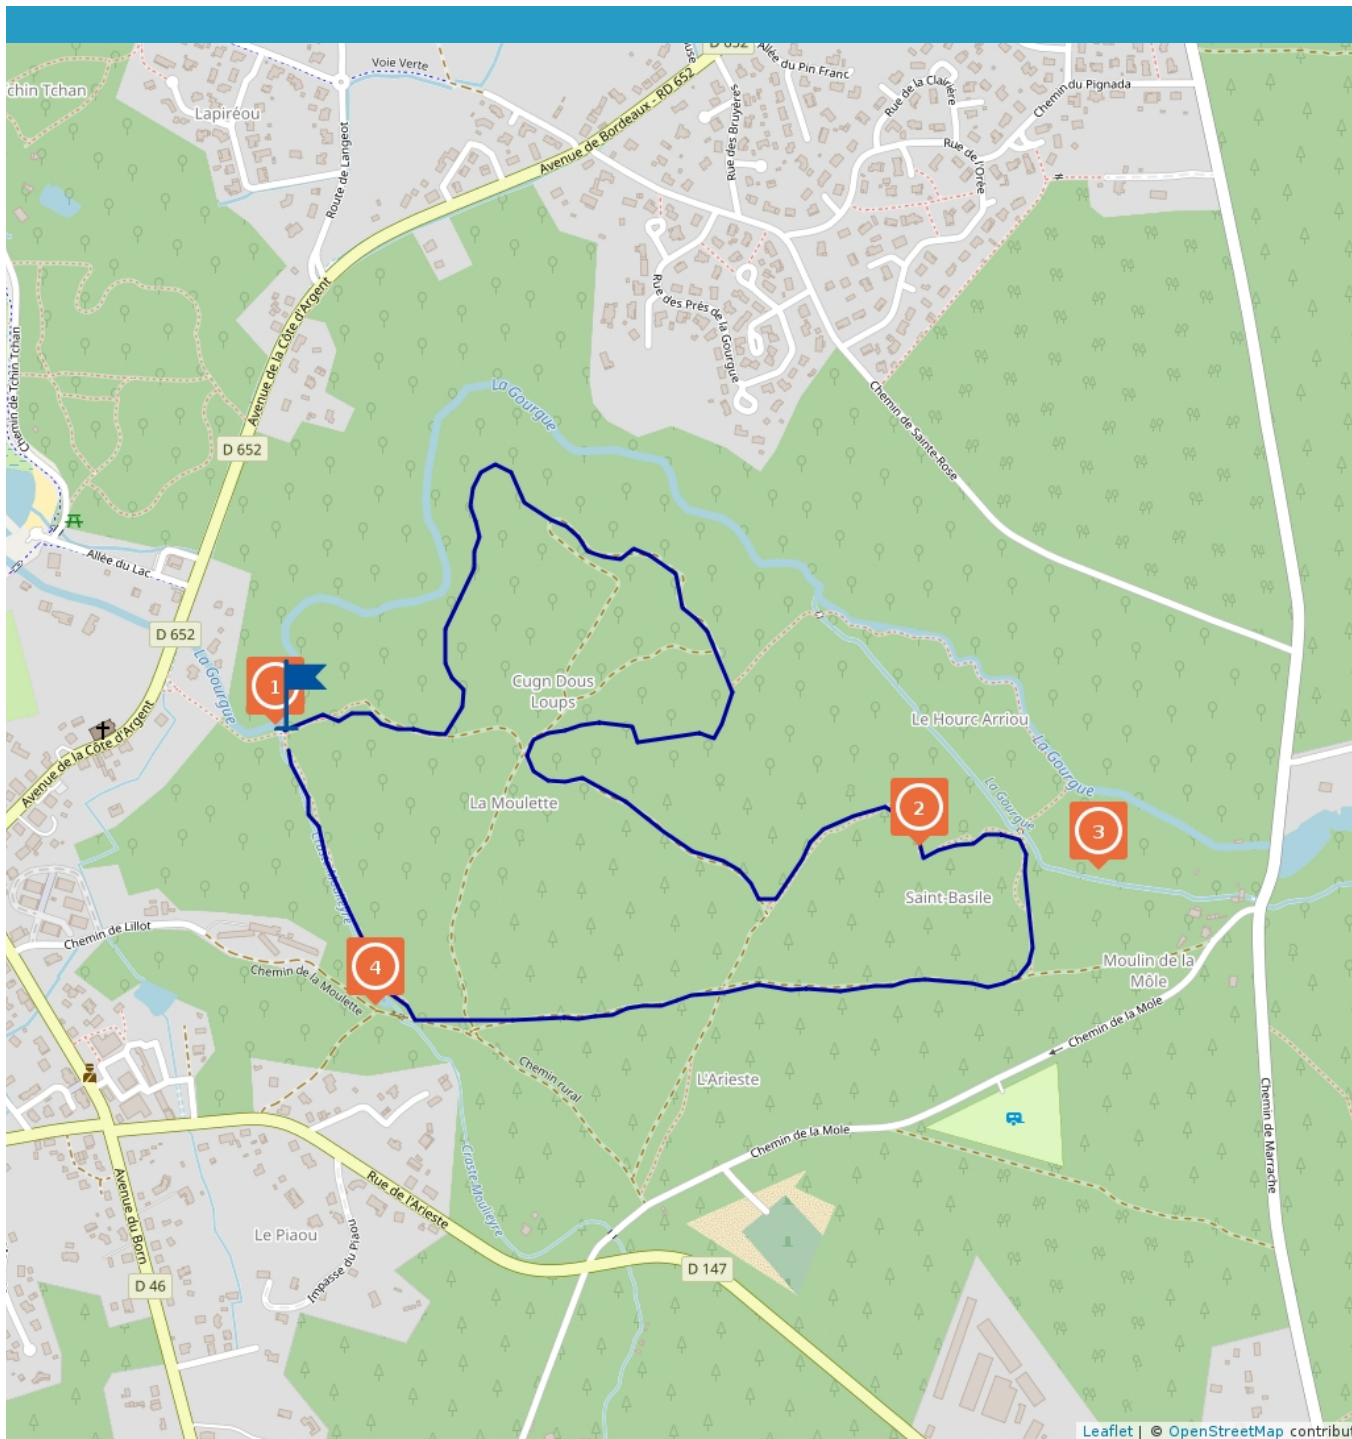 D 652
Allée du Pin Franc
Voie Verte
Rue de la Clairière
Chemin du Pignada
chin Tchan
Lapiréou
Route de Langeot
Avenue de Bordeaux - RD 652
Rue des Bruyères
Rue de l'Orée
Rue des Prés de la Gourgue
Chemin de Tchin Tchan
Avenue de la Côte d'Argent
La Gourgue
Chemin de Sainte-Rose
D 652
Allée du Lac
D 652
La Gourgue
1
Cugn Dous
Loups
Le Hourc Arriou
La Gourgue
Avenue de la Côte d'Argent
La Moulette
La Gourgue
2
3
Saint-Basile
Chemin de Lillot
4
Chemin de la Moulette
Moulin de la
Môle
Chemin de la Mole
Chemin rural
L'Arieste
Chemin de la Mole
Chemin de Marrache
Craste Mouleyre
Avenue du Born
Rue de l'Arieste
Le Piaou
Impasse du Piaou
D 147
D 46
Leaflet | © OpenStreetMap contribut